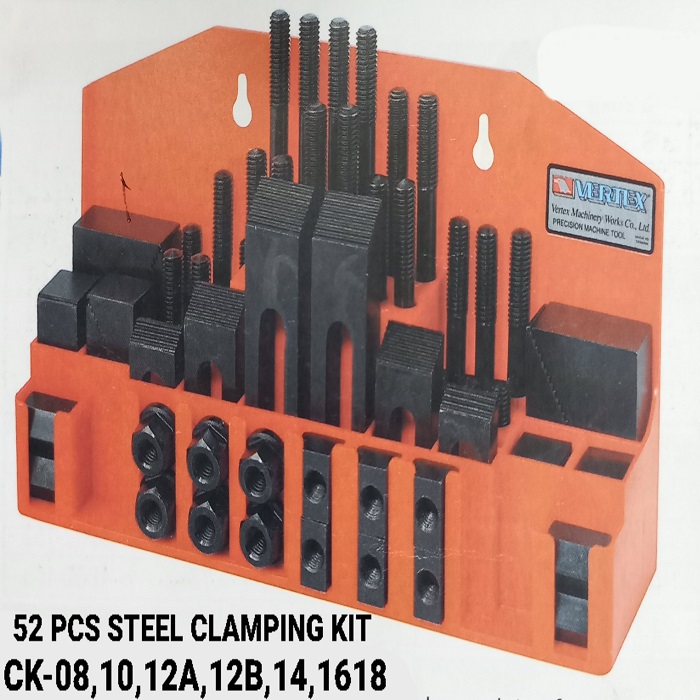 VERTEX
Vertex Machinery Works Co., Ltd.
PRECISION MACHINE TOOL
52 PCS STEEL CLAMPING KIT
CK-08,10,12A,12B,14,1618